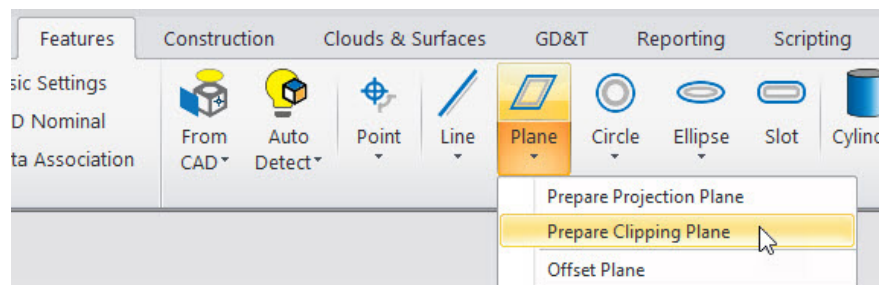 Features Construction Clouds & Surfaces GD&T Reporting Scripting
sic Settings
D Nominal
ta Association
From CAD
Auto Detect
Point
Line
Plane
Circle
Ellipse
Slot
Cylinc
Prepare Projection Plane
Prepare Clipping Plane
Offset Plane